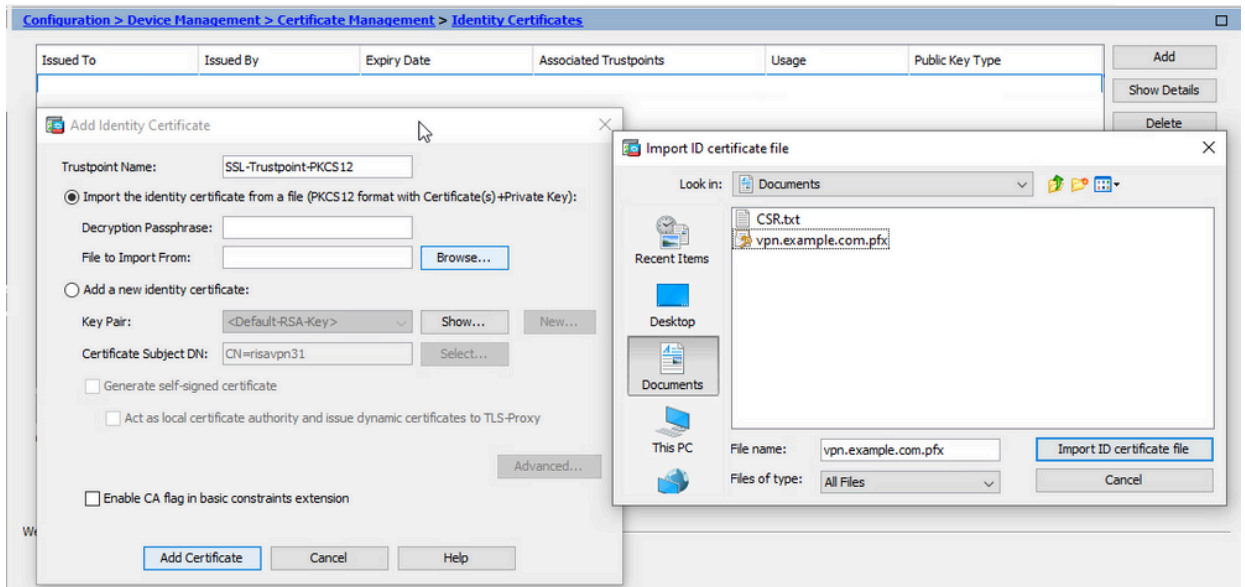 Configuration > Device Management > Certificate Management > Identity Certificates
Issued To Issued By Expiry Date Associated Trustpoints Usage Public Key Type
Add
Show Details
Delete
Add Identity Certificate
Trustpoint Name: SSL-Trustpoint-PKCS12
Import the identity certificate from a file (PKCS12 format with Certificate(s)+Private Key):
Decryption Passphrase:
File to Import From: Browse...
Add a new identity certificate:
Key Pair: <Default-RSA-Key> Show... New...
Certificate Subject DN: CN=risavpn31 Select...
Generate self-signed certificate
Act as local certificate authority and issue dynamic certificates to TLS-Proxy
Advanced...
Enable CA flag in basic constraints extension
Add Certificate Cancel Help
Import ID certificate file
Look in: Documents
Recent Items
Desktop
Documents
This PC
CSR.txt
vpn.example.com.pfx
File name: vpn.example.com.pfx Import ID certificate file
Files of type: All Files Cancel